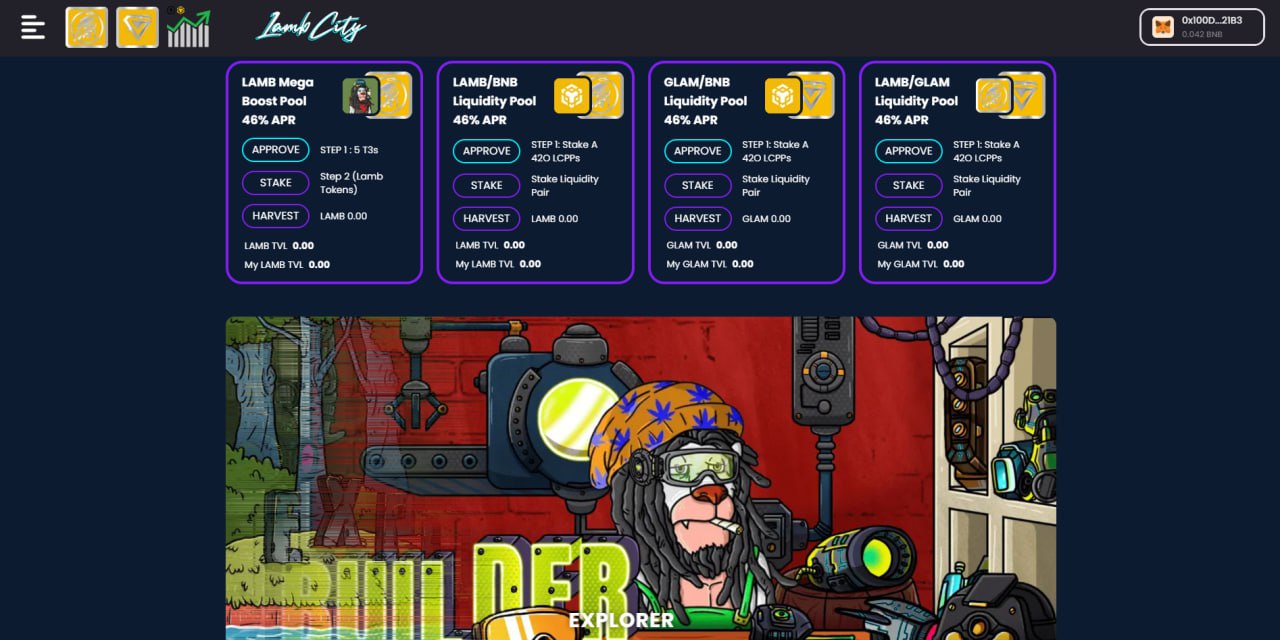 Lamb City
0x100D...21B3
0.042 BNB
LAMB Mega
Boost Pool
46% APR
APPROVE
STEP 1 : 5 T3s
STAKE
Step 2 (Lamb
Tokens)
HARVEST
LAMB 0.00
LAMB TVL 0.00
My LAMB TVL 0.00
LAMB/BNB
Liquidity Pool
46% APR
APPROVE
STEP 1: Stake A
420 LCPPs
STAKE
Stake Liquidity
Pair
HARVEST
LAMB 0.00
LAMB TVL 0.00
My LAMB TVL 0.00
GLAM/BNB
Liquidity Pool
46% APR
APPROVE
STEP 1: Stake A
420 LCPPs
STAKE
Stake Liquidity
Pair
HARVEST
GLAM 0.00
GLAM TVL 0.00
My GLAM TVL 0.00
LAMB/GLAM
Liquidity Pool
46% APR
APPROVE
STEP 1: Stake A
420 LCPPs
STAKE
Stake Liquidity
Pair
HARVEST
GLAM 0.00
GLAM TVL 0.00
My GLAM TVL 0.00
BUILDER
EXPLORER